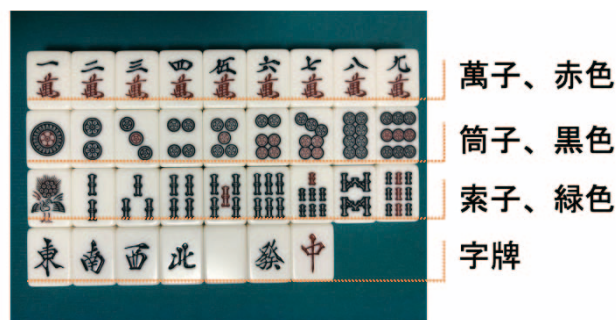 一 二 三 四 伍 六 七 八 九
萬 萬 萬 萬 萬 萬 萬 萬 萬
萬子、赤色
筒子、黒色
索子、緑色
東 南 西 北 發 中
字牌